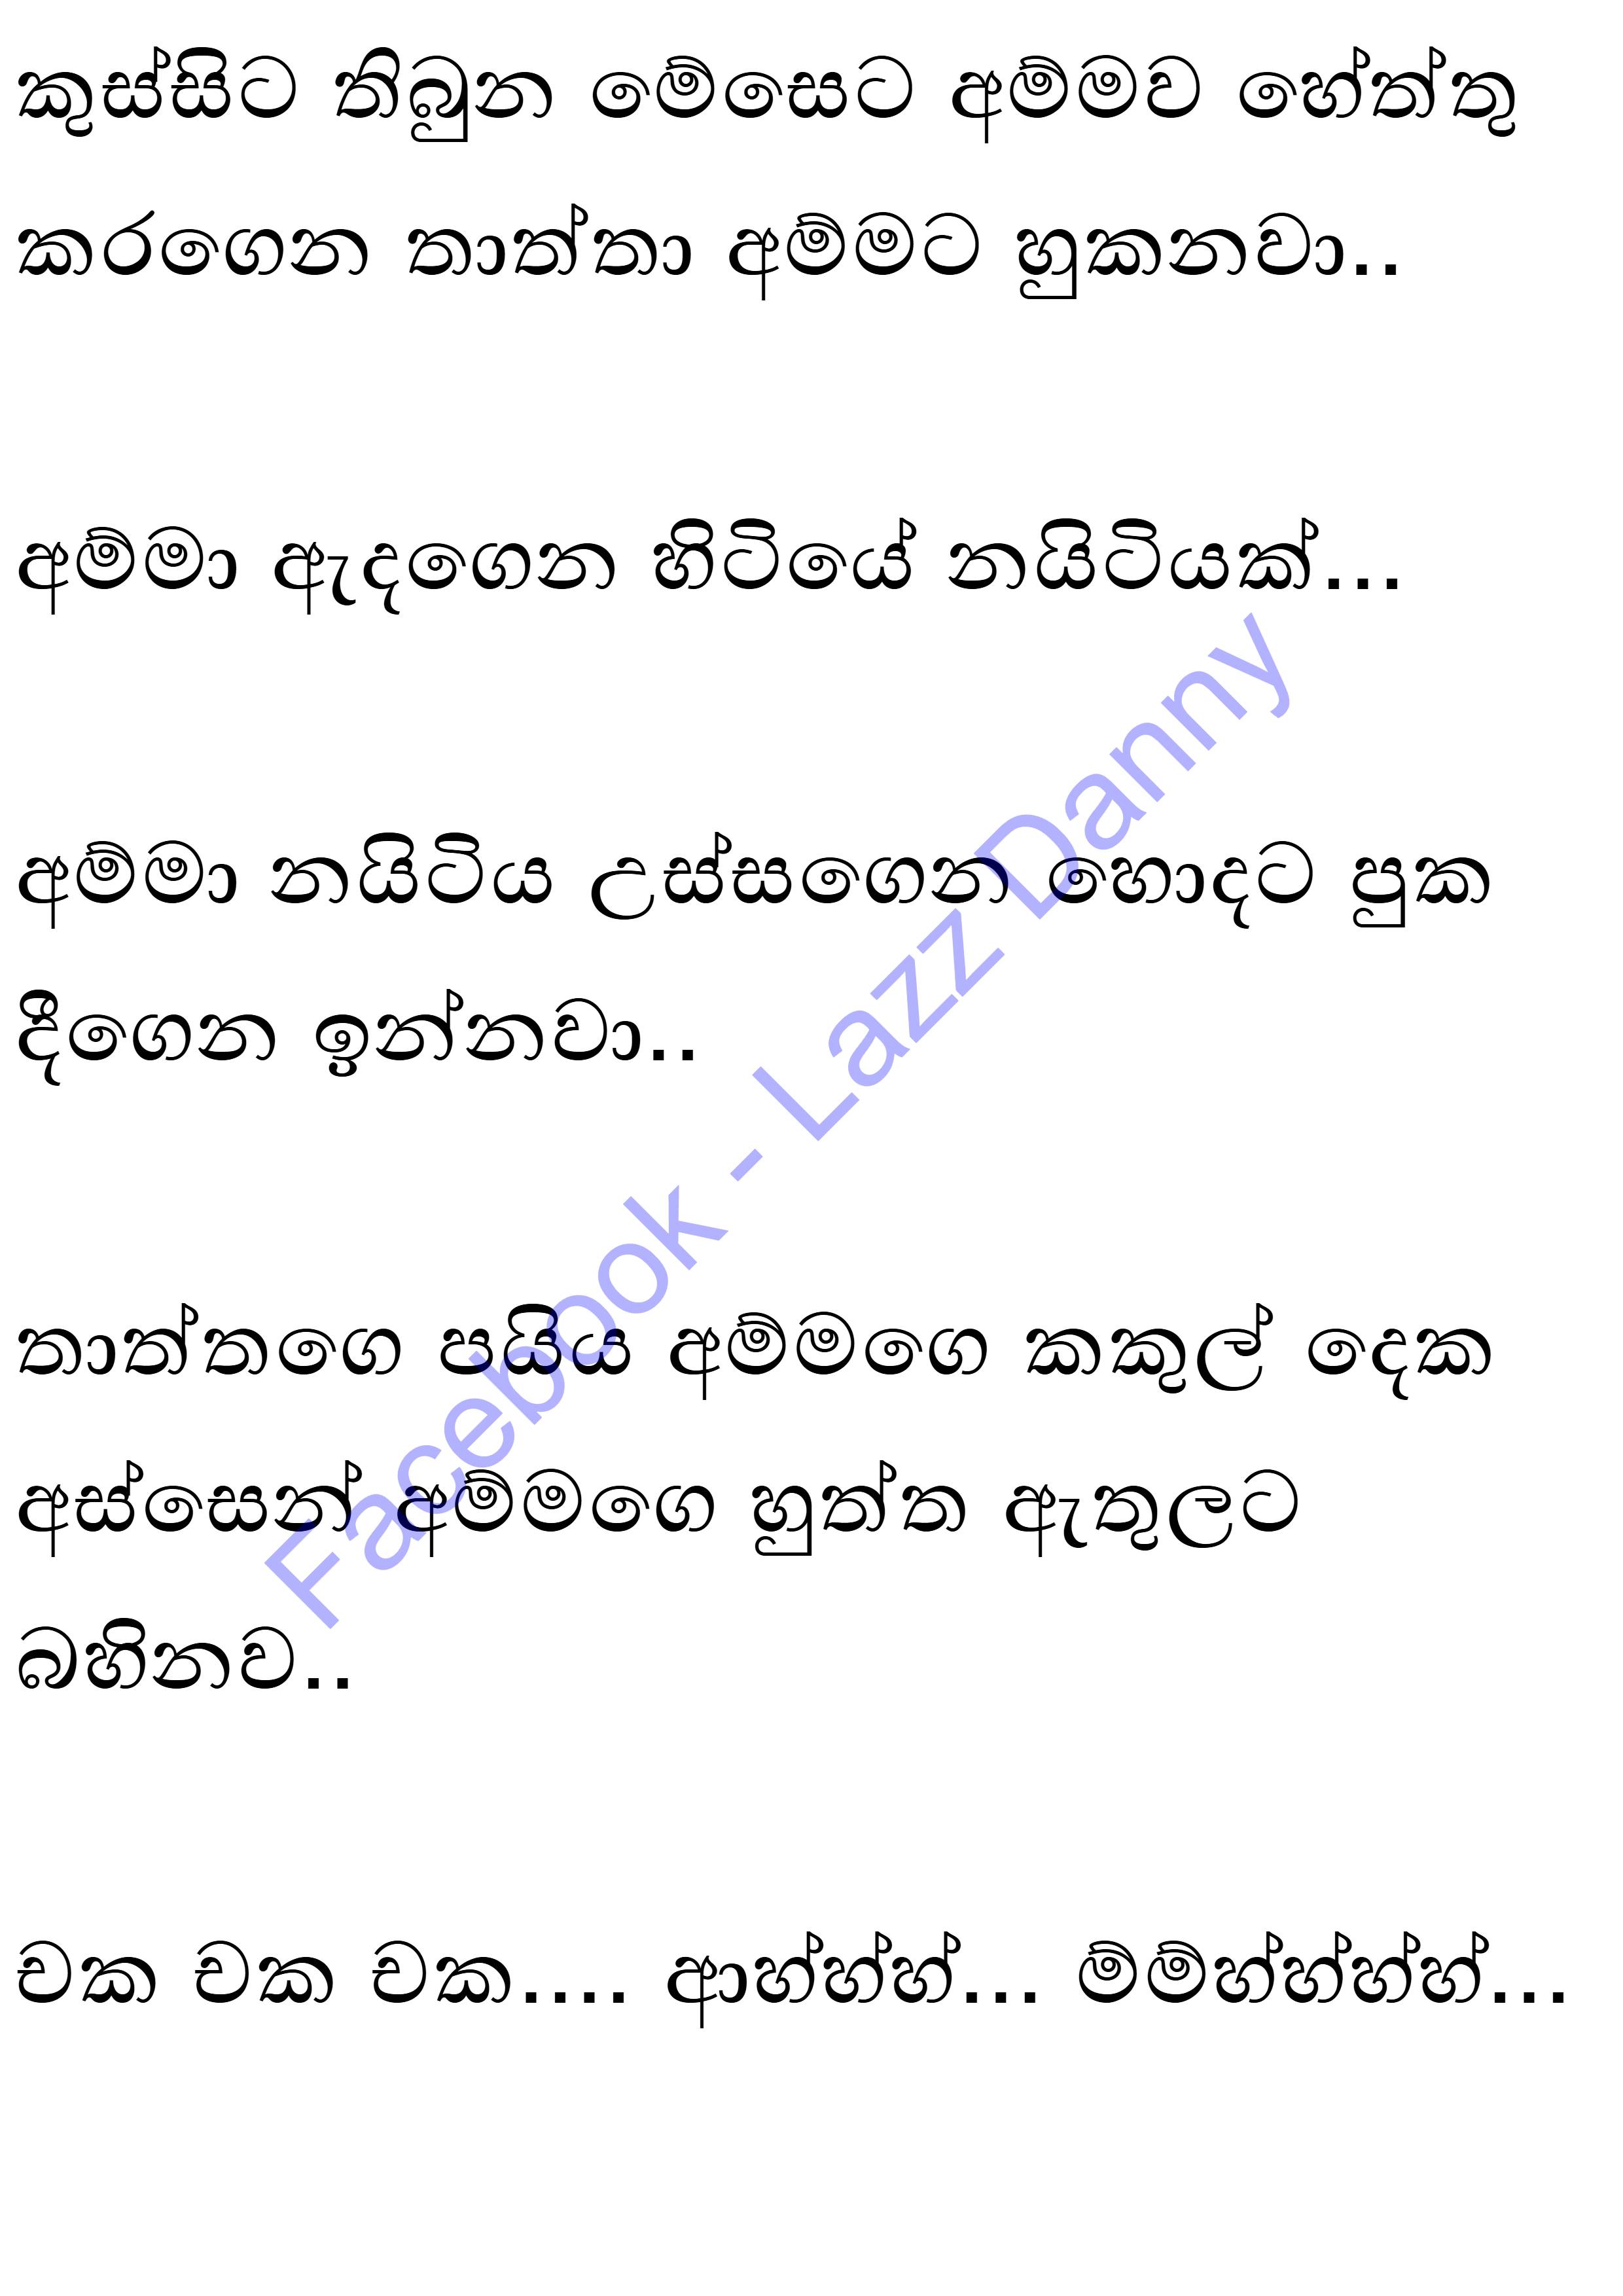 කුස්සිට තිබුන මේසෙට අම්මව හේත්තු
කරගෙන තාත්තා අම්මට හුකනවා..
අම්මා ඇදගෙන හිටියේ නයිටියක්...
අම්මා නයිටිය උස්සගෙන හොදට පුක
දීගෙන ඉන්නවා..
තාත්තගෙ පයිය අම්මගෙ කකුල් දෙක
අස්සෙන් අම්මගෙ හුත්ත ඇතුලට
බහිනව..
චක චක චක.... ආහ්හ්හ්... ම්ම්හ්හ්හ්හ්...
Facebook - Lazz Danny